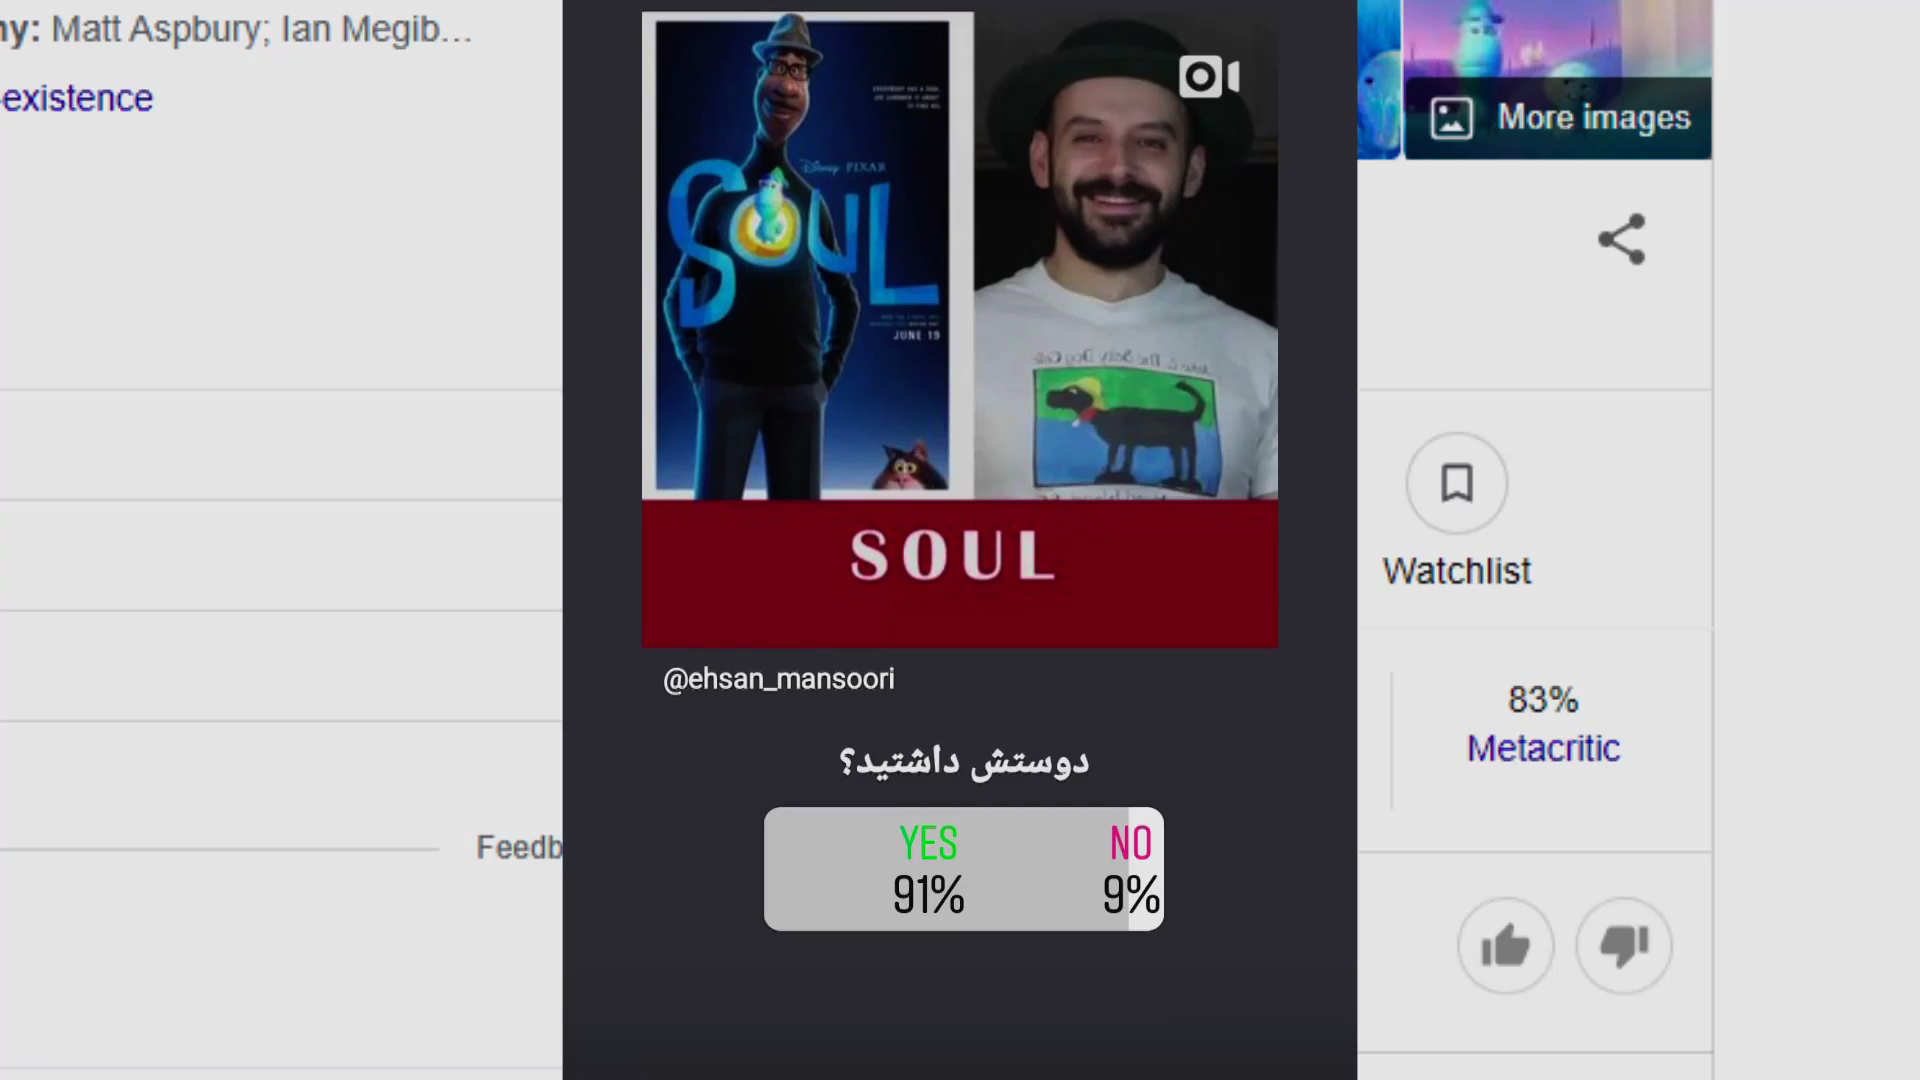 ny: Matt Aspbury; Ian Megib...
-existence
Disney PIXAR
SOUL
JUNE 19
SOUL
@ehsan_mansoori
دوستش داشتید؟
YES
NO
91%
9%
More images
Watchlist
83%
Metacritic
Feedb